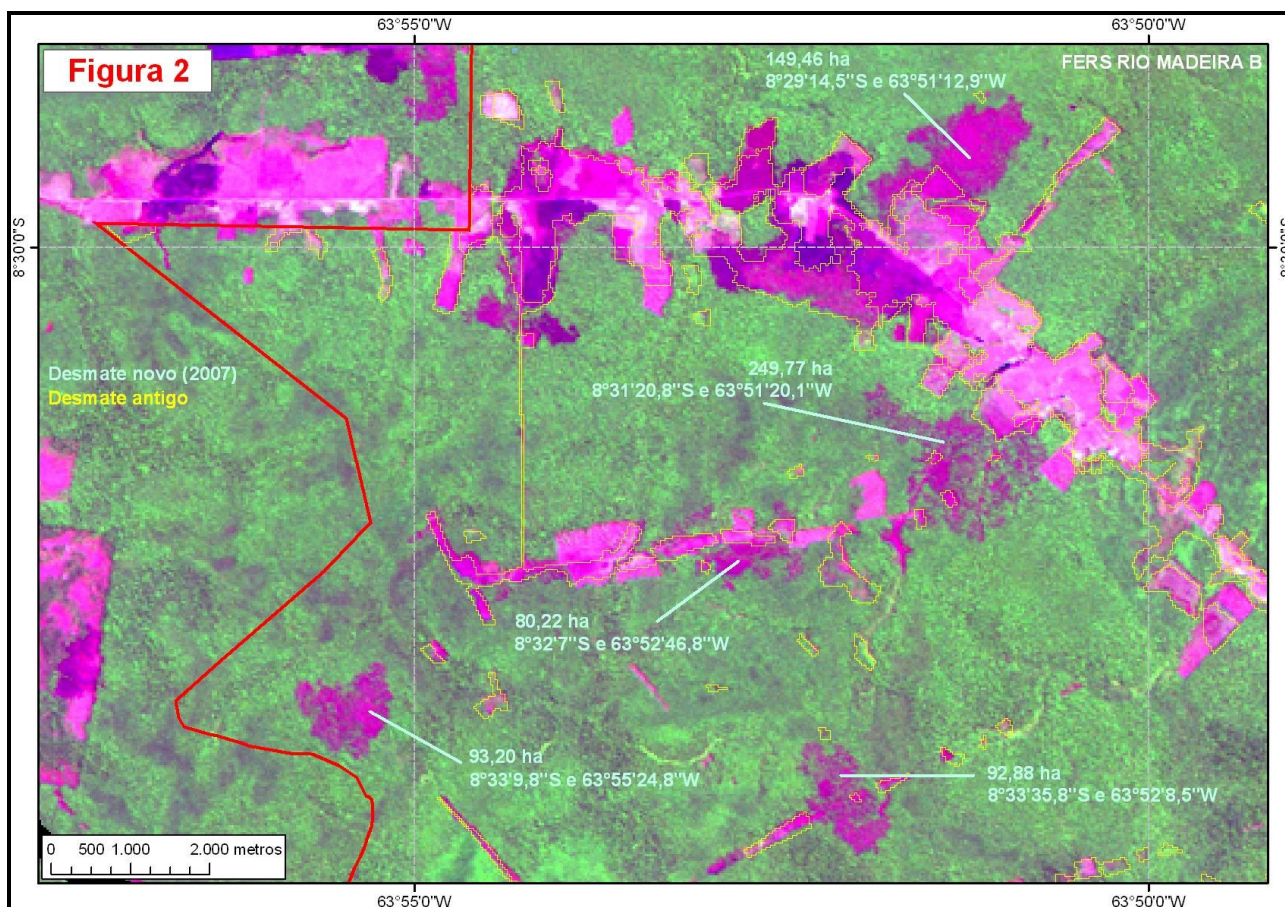 63°55'0"W
63°50'0"W
Figura 2
149,46 ha
8°29'14,5''S e 63°51'12,9''W
FERS RIO MADEIRA B
8°30'0"S
8°30'0"S
249,77 ha
8°31'20,8''S e 63°51'20,1''W
Desmate novo (2007)
Desmate antigo
80,22 ha
8°32'7''S e 63°52'46,8''W
93,20 ha
8°33'9,8''S e 63°55'24,8''W
92,88 ha
8°33'35,8''S e 63°52'8,5''W
0 500 1.000 2.000 metros
63°55'0"W
63°50'0"W